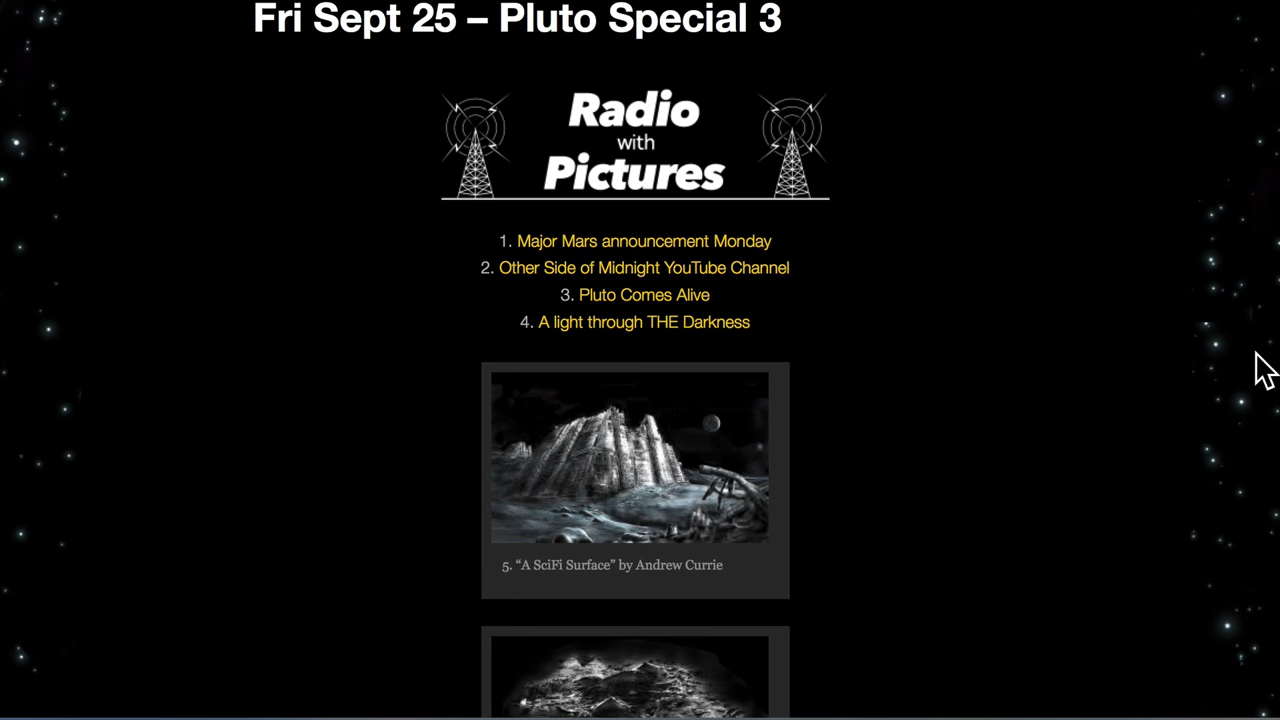 Fri Sept 25 – Pluto Special 3
Radio
with
Pictures
1. Major Mars announcement Monday
2. Other Side of Midnight YouTube Channel
3. Pluto Comes Alive
4. A light through THE Darkness
5. “A SciFi Surface” by Andrew Currie